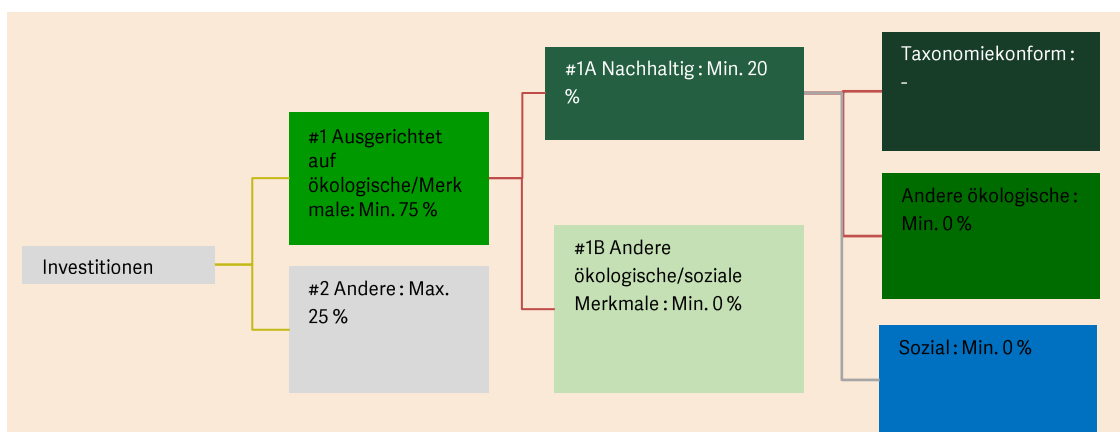 Investitionen
#1 Ausgerichtet
auf
ökologische/Merk
male: Min. 75 %
#2 Andere : Max.
25 %
#1A Nachhaltig : Min. 20
%
#1B Andere
ökologische/soziale
Merkmale : Min. 0 %
Taxonomiekonform :
-
Andere ökologische :
Min. 0 %
Sozial : Min. 0 %